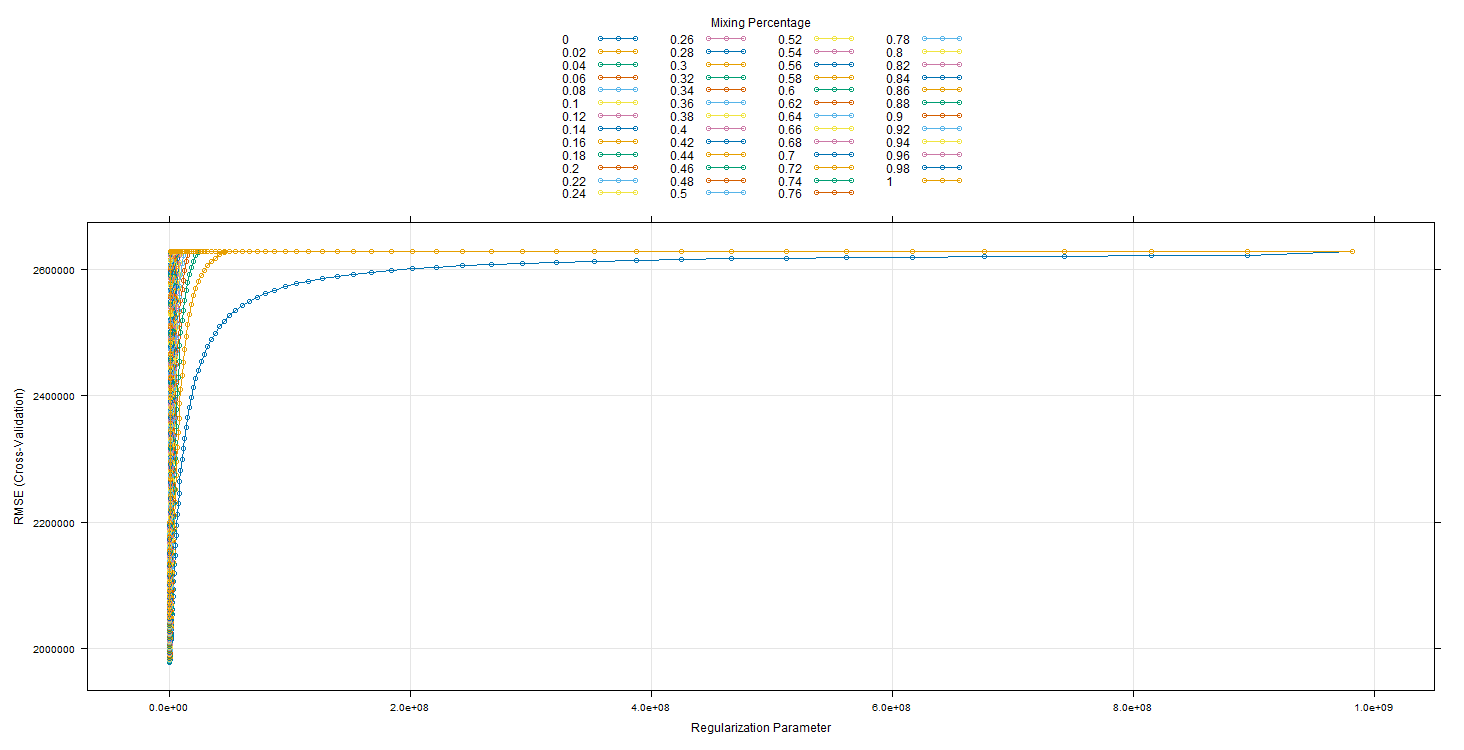 Mixing Percentage
0 0.26 0.52 0.78
0.02 0.28 0.54 0.8
0.04 0.3 0.56 0.82
0.06 0.32 0.58 0.84
0.08 0.34 0.6 0.86
0.1 0.36 0.62 0.88
0.12 0.38 0.64 0.9
0.14 0.4 0.66 0.92
0.16 0.42 0.68 0.94
0.18 0.44 0.7 0.96
0.2 0.46 0.72 0.98
0.22 0.48 0.74 1
0.24 0.5 0.76
2600000
2400000
2200000
2000000
RMSE (Cross-Validation)
0.0e+00 2.0e+08 4.0e+08 6.0e+08 8.0e+08 1.0e+09
Regularization Parameter